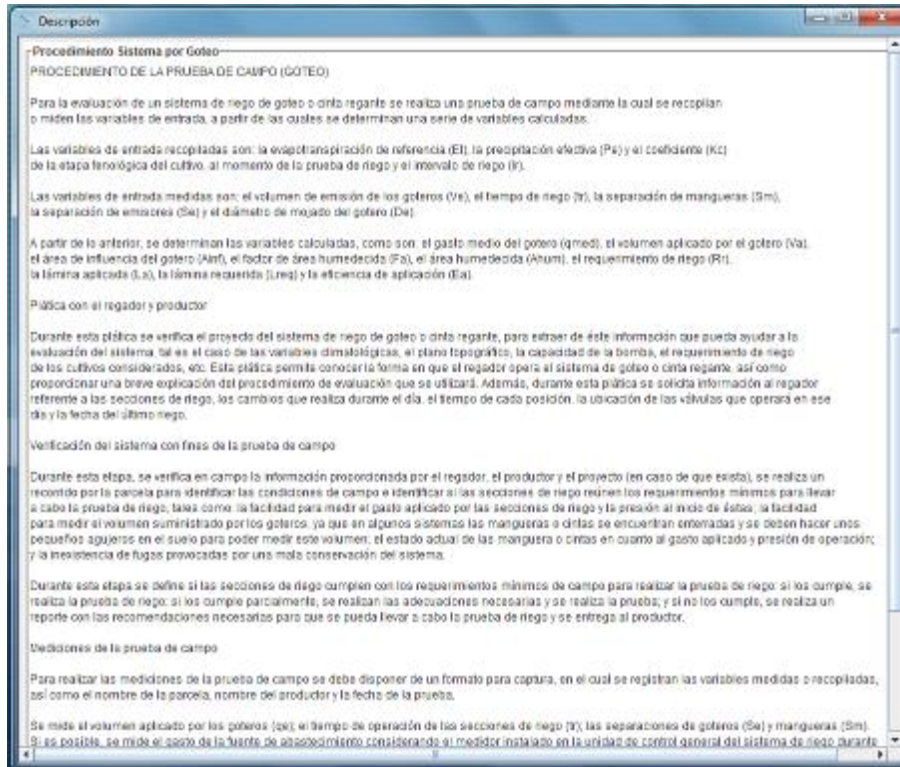 Descripción
Procedimiento Sistema por Goteo
PROCEDIMIENTO DE LA PRUEBA DE CAMPO (GOTEO)
Para la evaluación de un sistema de riego de goteo o cinta regante se realiza una prueba de campo mediante la cual se recopilan
o miden las variables de entrada, a partir de las cuales se determinan una serie de variables calculadas.
Las variables de entrada recopiladas son: la evapotranspiración de referencia (Et), la precipitación efectiva (Pe) y el coeficiente (Kc)
de la etapa fenológica del cultivo, al momento de la prueba de riego y el intervalo de riego (Ir).
Las variables de entrada medidas son: el volumen de emisión de los goteros (Ve), el tiempo de riego (tr), la separación de mangueras (Sm),
la separación de emisores (Se) y el diámetro de mojado del gotero (De).
A partir de lo anterior, se determinan las variables calculadas, como son: el gasto medio del gotero (qmed), el volumen aplicado por el gotero (Va),
el área de influencia del gotero (Ainf), el factor de área humedecida (Fa), el área humedecida (Ahum), el requerimiento de riego (Rr),
la lámina aplicada (La), la lámina requerida (Lreq) y la eficiencia de aplicación (Ea).
Plática con el regador y productor
Durante esta plática se verifica el proyecto del sistema de riego de goteo o cinta regante, para extraer de éste información que pueda ayudar a la
evaluación del sistema, tal es el caso de las variables climatológicas, el plano topográfico, la capacidad de la bomba, el requerimiento de riego
de los cultivos considerados, etc. Esta plática permite conocer la forma en que el regador opera el sistema de goteo o cinta regante, así como
proporcionar una breve explicación del procedimiento de evaluación que se utilizará. Además, durante esta plática se solicita información al regador
referente a las secciones de riego, los cambios que realiza durante el día, el tiempo de cada posición, la ubicación de las válvulas que operará en ese
día y la fecha del último riego.
Verificación del sistema con fines de la prueba de campo
Durante esta etapa, se verifica en campo la información proporcionada por el regador, el productor y el proyecto (en caso de que exista), se realiza un
recorrido por la parcela para identificar las condiciones de campo e identificar si las secciones de riego reúnen los requerimientos mínimos para llevar
a cabo la prueba de riego, tales como: la facilidad para medir el gasto aplicado por las secciones de riego y la presión al inicio de éstas; la facilidad
para medir el volumen suministrado por los goteros, ya que en algunos sistemas las mangueras o cintas se encuentran enterradas y se deben hacer unos
pequeños agujeros en el suelo para poder medir este volumen; el estado actual de las manguera o cintas en cuanto al gasto aplicado y presión de operación;
y la inexistencia de fugas provocadas por una mala conservación del sistema.
Durante esta etapa se define si las secciones de riego cumplen con los requerimientos mínimos de campo para realizar la prueba de riego: si los cumple, se
realiza la prueba de riego; si los cumple parcialmente, se realizan las adecuaciones necesarias y se realiza la prueba; y si no los cumple, se realiza un
reporte con las recomendaciones necesarias para que se pueda llevar a cabo la prueba de riego y se entrega al productor.
Mediciones de la prueba de campo
Para realizar las mediciones de la prueba de campo se debe disponer de un formato para captura, en el cual se registran las variables medidas o recopiladas,
así como el nombre de la parcela, nombre del productor y la fecha de la prueba.
Se mide el volumen aplicado por los goteros (qe); el tiempo de operación de las secciones de riego (tr); las separaciones de goteros (Se) y mangueras (Sm).
Si es posible, se mide el gasto de la fuente de abastecimiento considerando el medidor instalado en la unidad de control general del sistema de riego durante